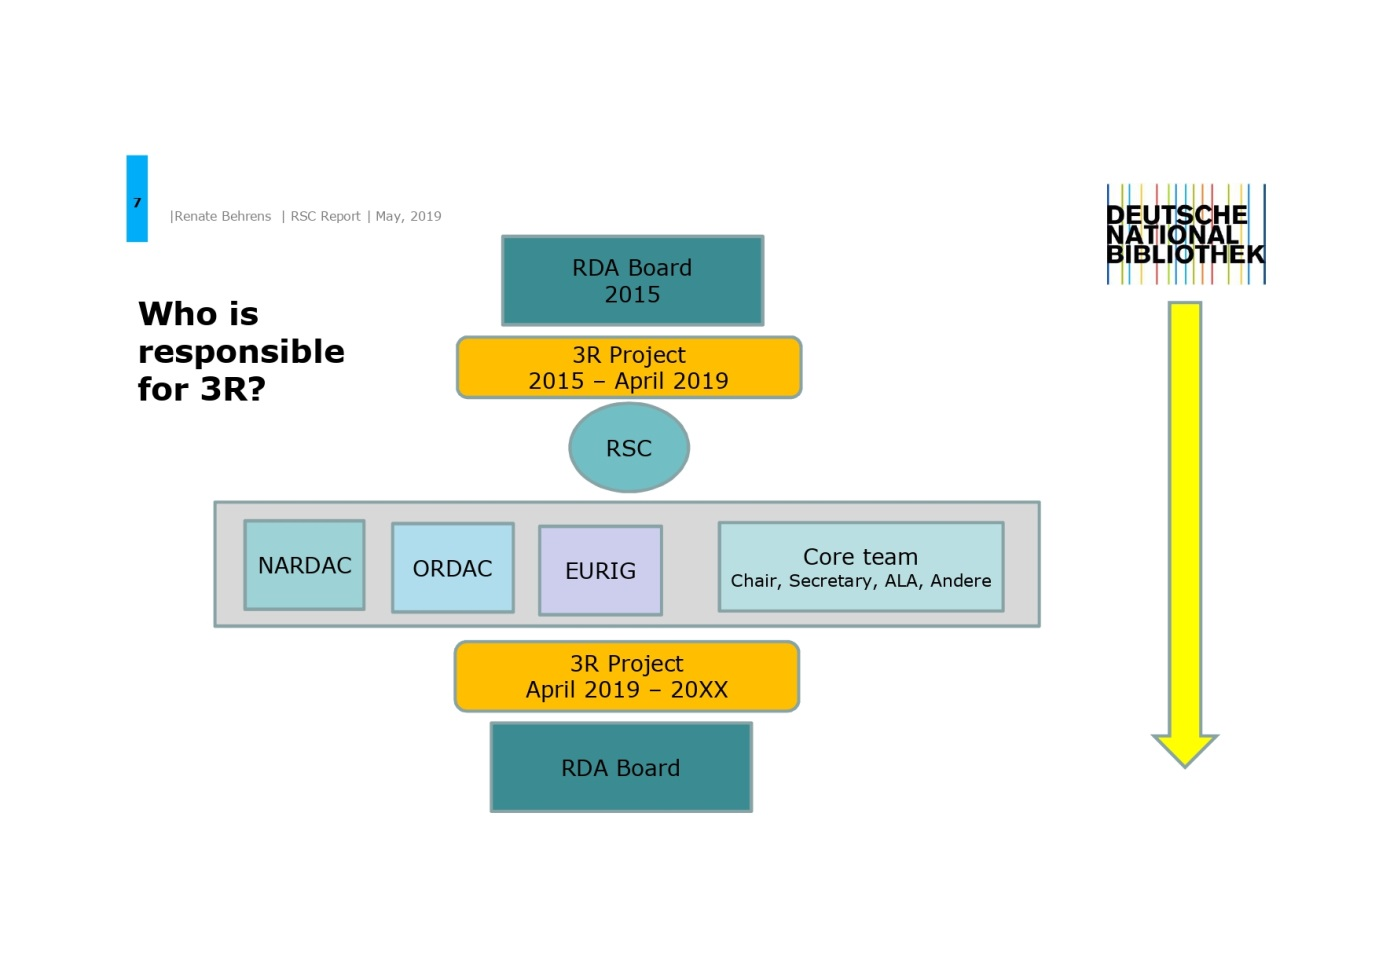 7
|Renate Behrens | RSC Report | May, 2019
DEUTSCHE
NATIONAL
BIBLIOTHEK
Who is
responsible
for 3R?
RDA Board
2015
3R Project
2015 – April 2019
RSC
NARDAC
ORDAC
EURIG
Core team
Chair, Secretary, ALA, Andere
3R Project
April 2019 – 20XX
RDA Board